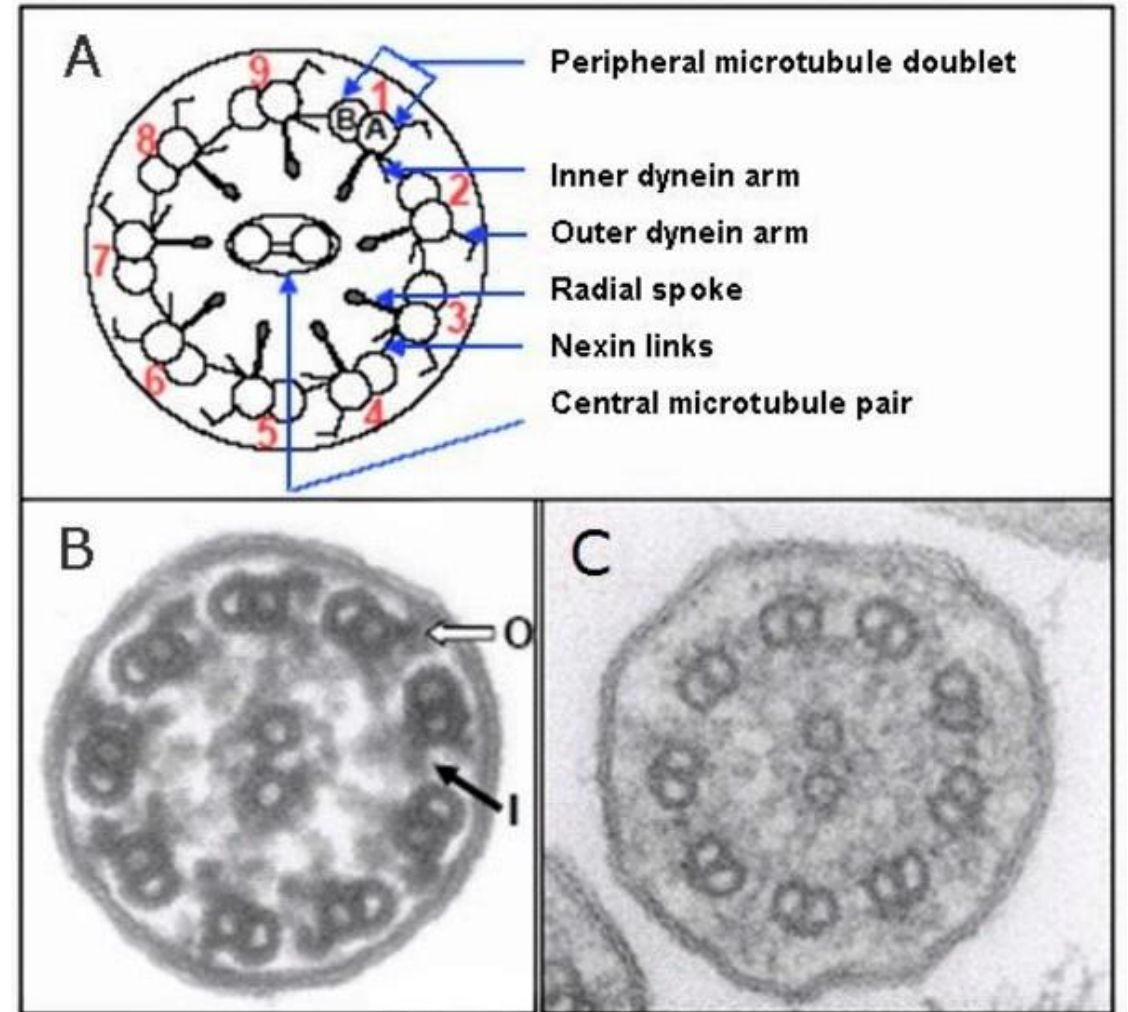 A
Peripheral microtubule doublet
Inner dynein arm
Outer dynein arm
Radial spoke
Nexin links
Central microtubule pair
9
1
B A
8
2
7
3
6
4
5
B
O
I
C